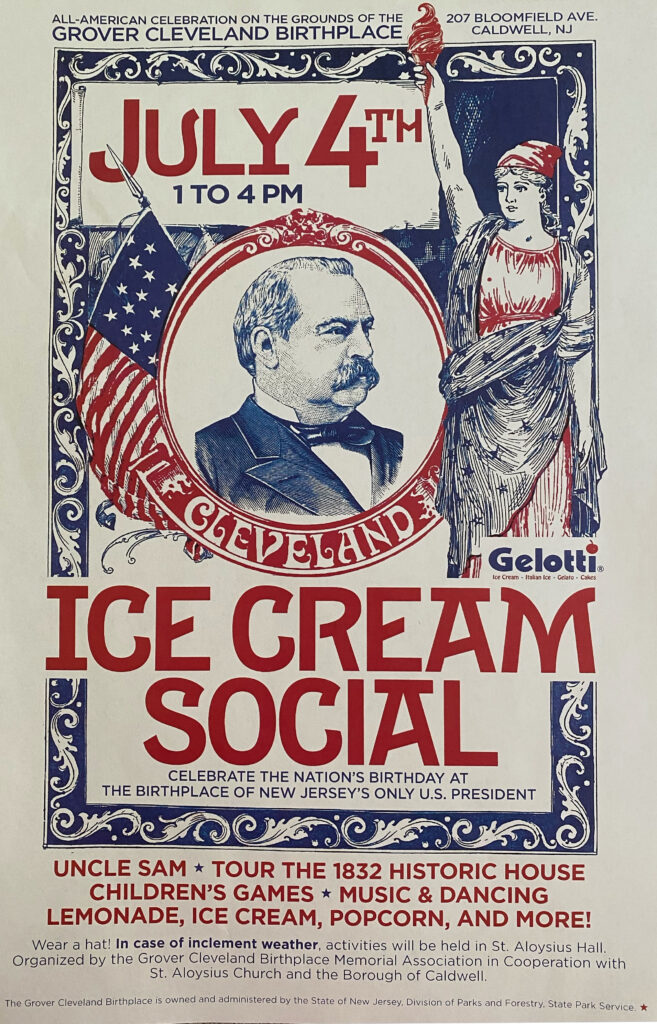 ALL-AMERICAN CELEBRATION ON THE GROUNDS OF THE
GROVER CLEVELAND BIRTHPLACE
207 BLOOMFIELD AVE.
CALDWELL, NJ
JULY 4TH
1 TO 4 PM
CLEVELAND
Gelotti®
Ice Cream - Italian Ice - Gelato - Cakes
ICE CREAM
SOCIAL
CELEBRATE THE NATION'S BIRTHDAY AT
THE BIRTHPLACE OF NEW JERSEY'S ONLY U.S. PRESIDENT
UNCLE SAM ★ TOUR THE 1832 HISTORIC HOUSE
CHILDREN'S GAMES ★ MUSIC & DANCING
LEMONADE, ICE CREAM, POPCORN, AND MORE!
Wear a hat! In case of inclement weather, activities will be held in St. Aloysius Hall.
Organized by the Grover Cleveland Birthplace Memorial Association in Cooperation with
St. Aloysius Church and the Borough of Caldwell.
The Grover Cleveland Birthplace is owned and administered by the State of New Jersey, Division of Parks and Forestry, State Park Service. ★